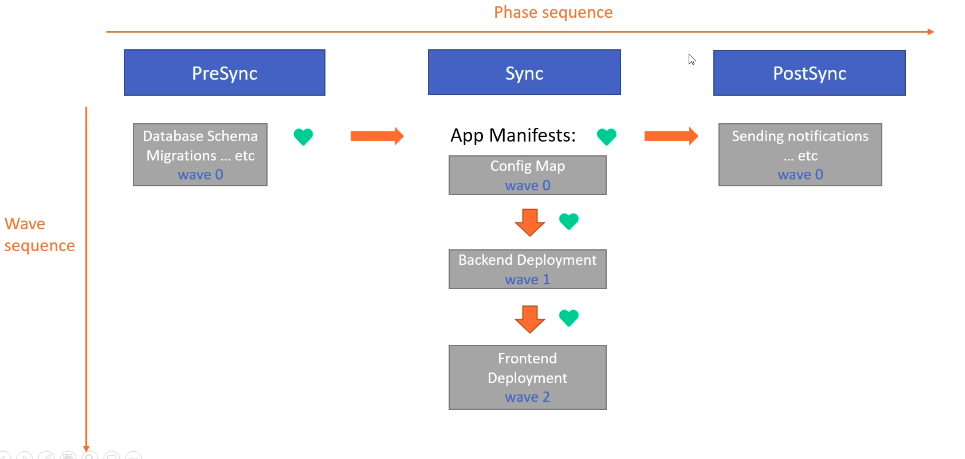 Phase sequence
PreSync
Sync
PostSync
Database Schema
Migrations ... etc
wave 0
App Manifests:
Config Map
wave 0
Sending notifications
... etc
wave 0
Wave
sequence
Backend Deployment
wave 1
Frontend
Deployment
wave 2